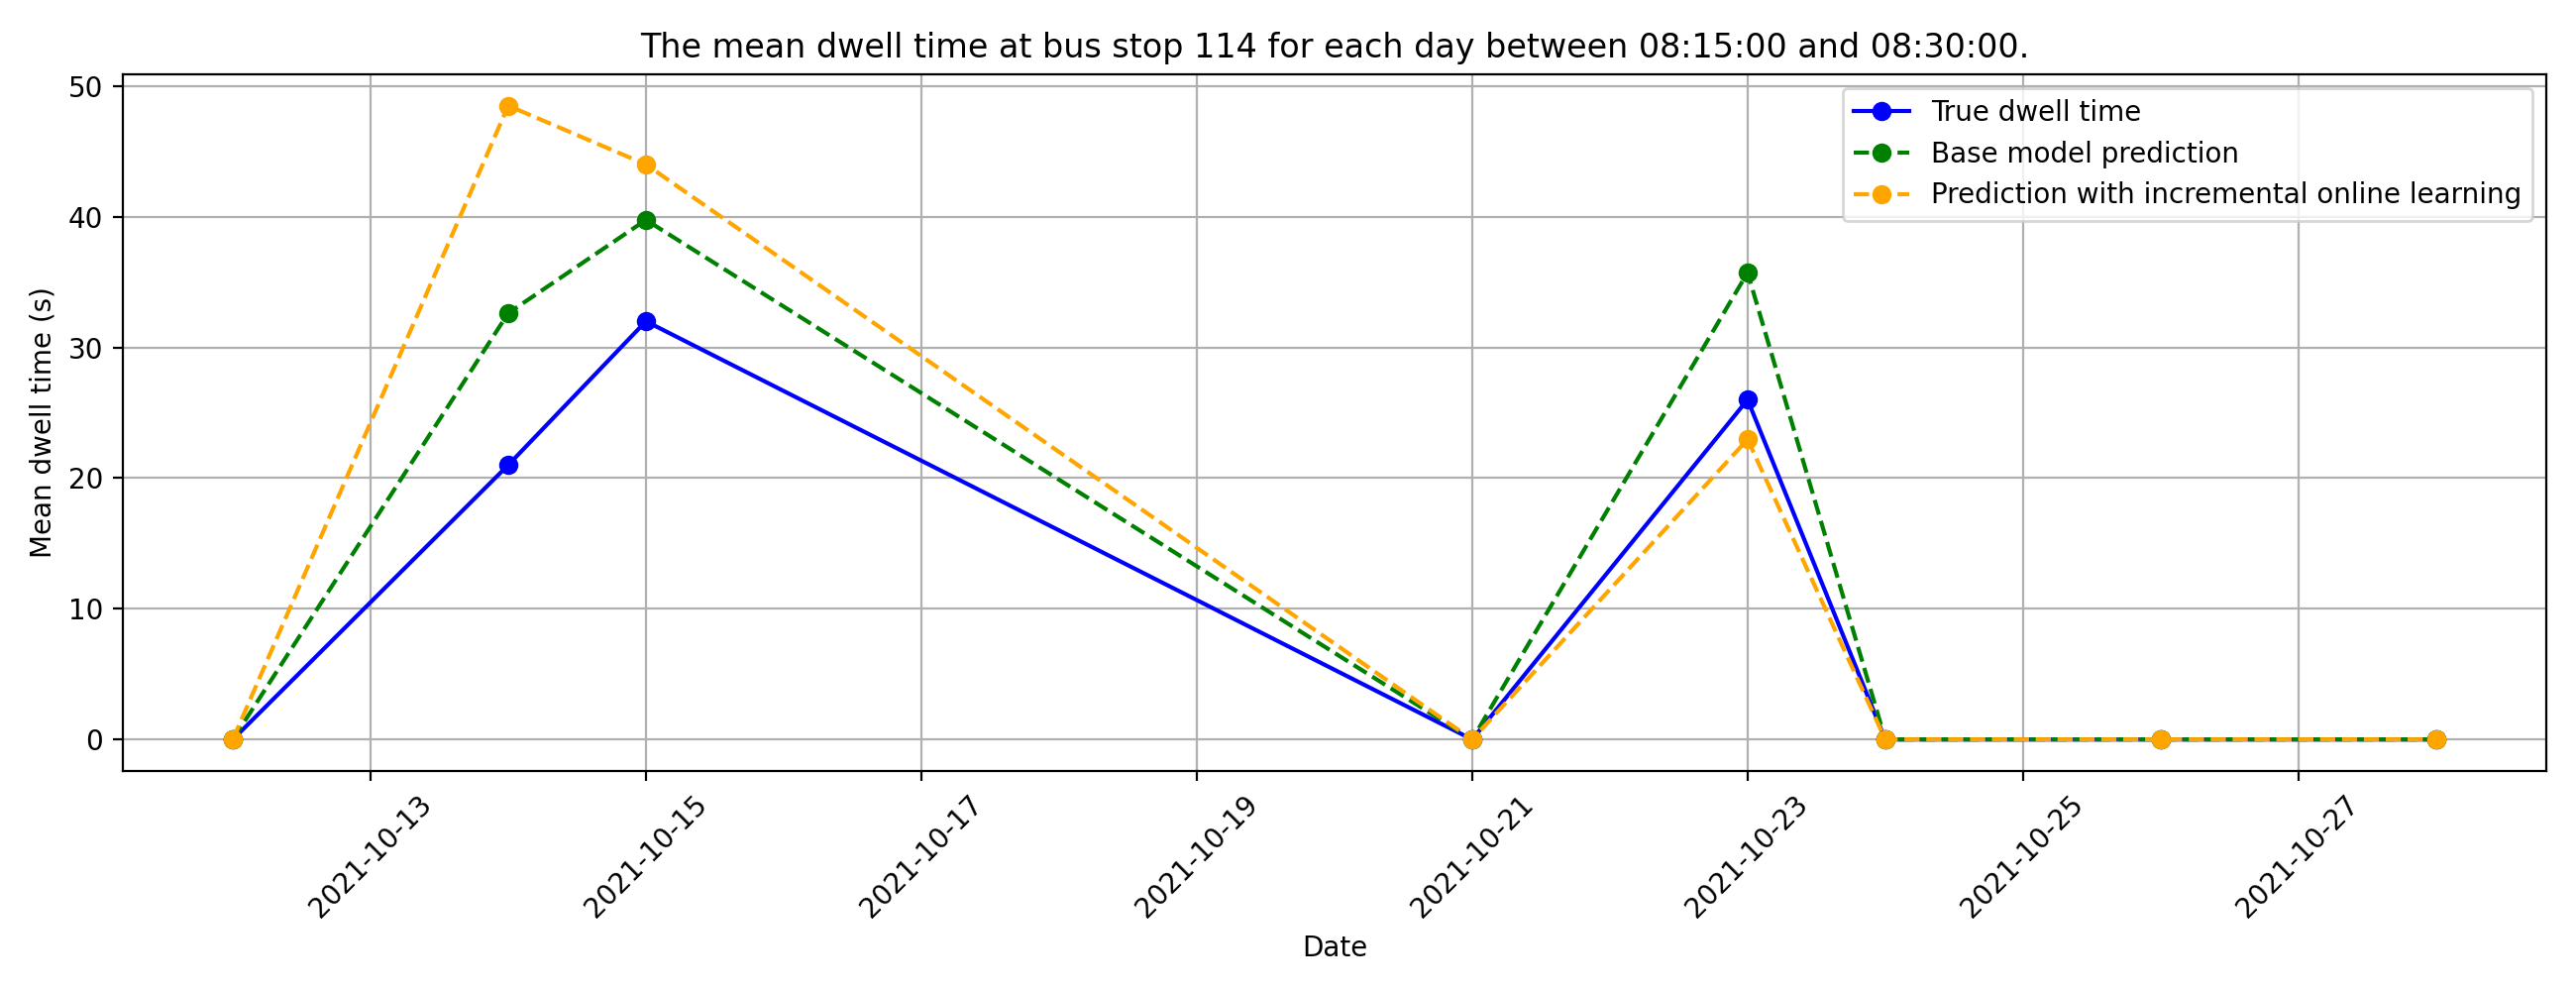 The mean dwell time at bus stop 114 for each day between 08:15:00 and 08:30:00.
True dwell time
Base model prediction
Prediction with incremental online learning
Mean dwell time (s)
50
40
30
20
10
0
2021-10-13
2021-10-15
2021-10-17
2021-10-19
2021-10-21
2021-10-23
2021-10-25
2021-10-27
Date